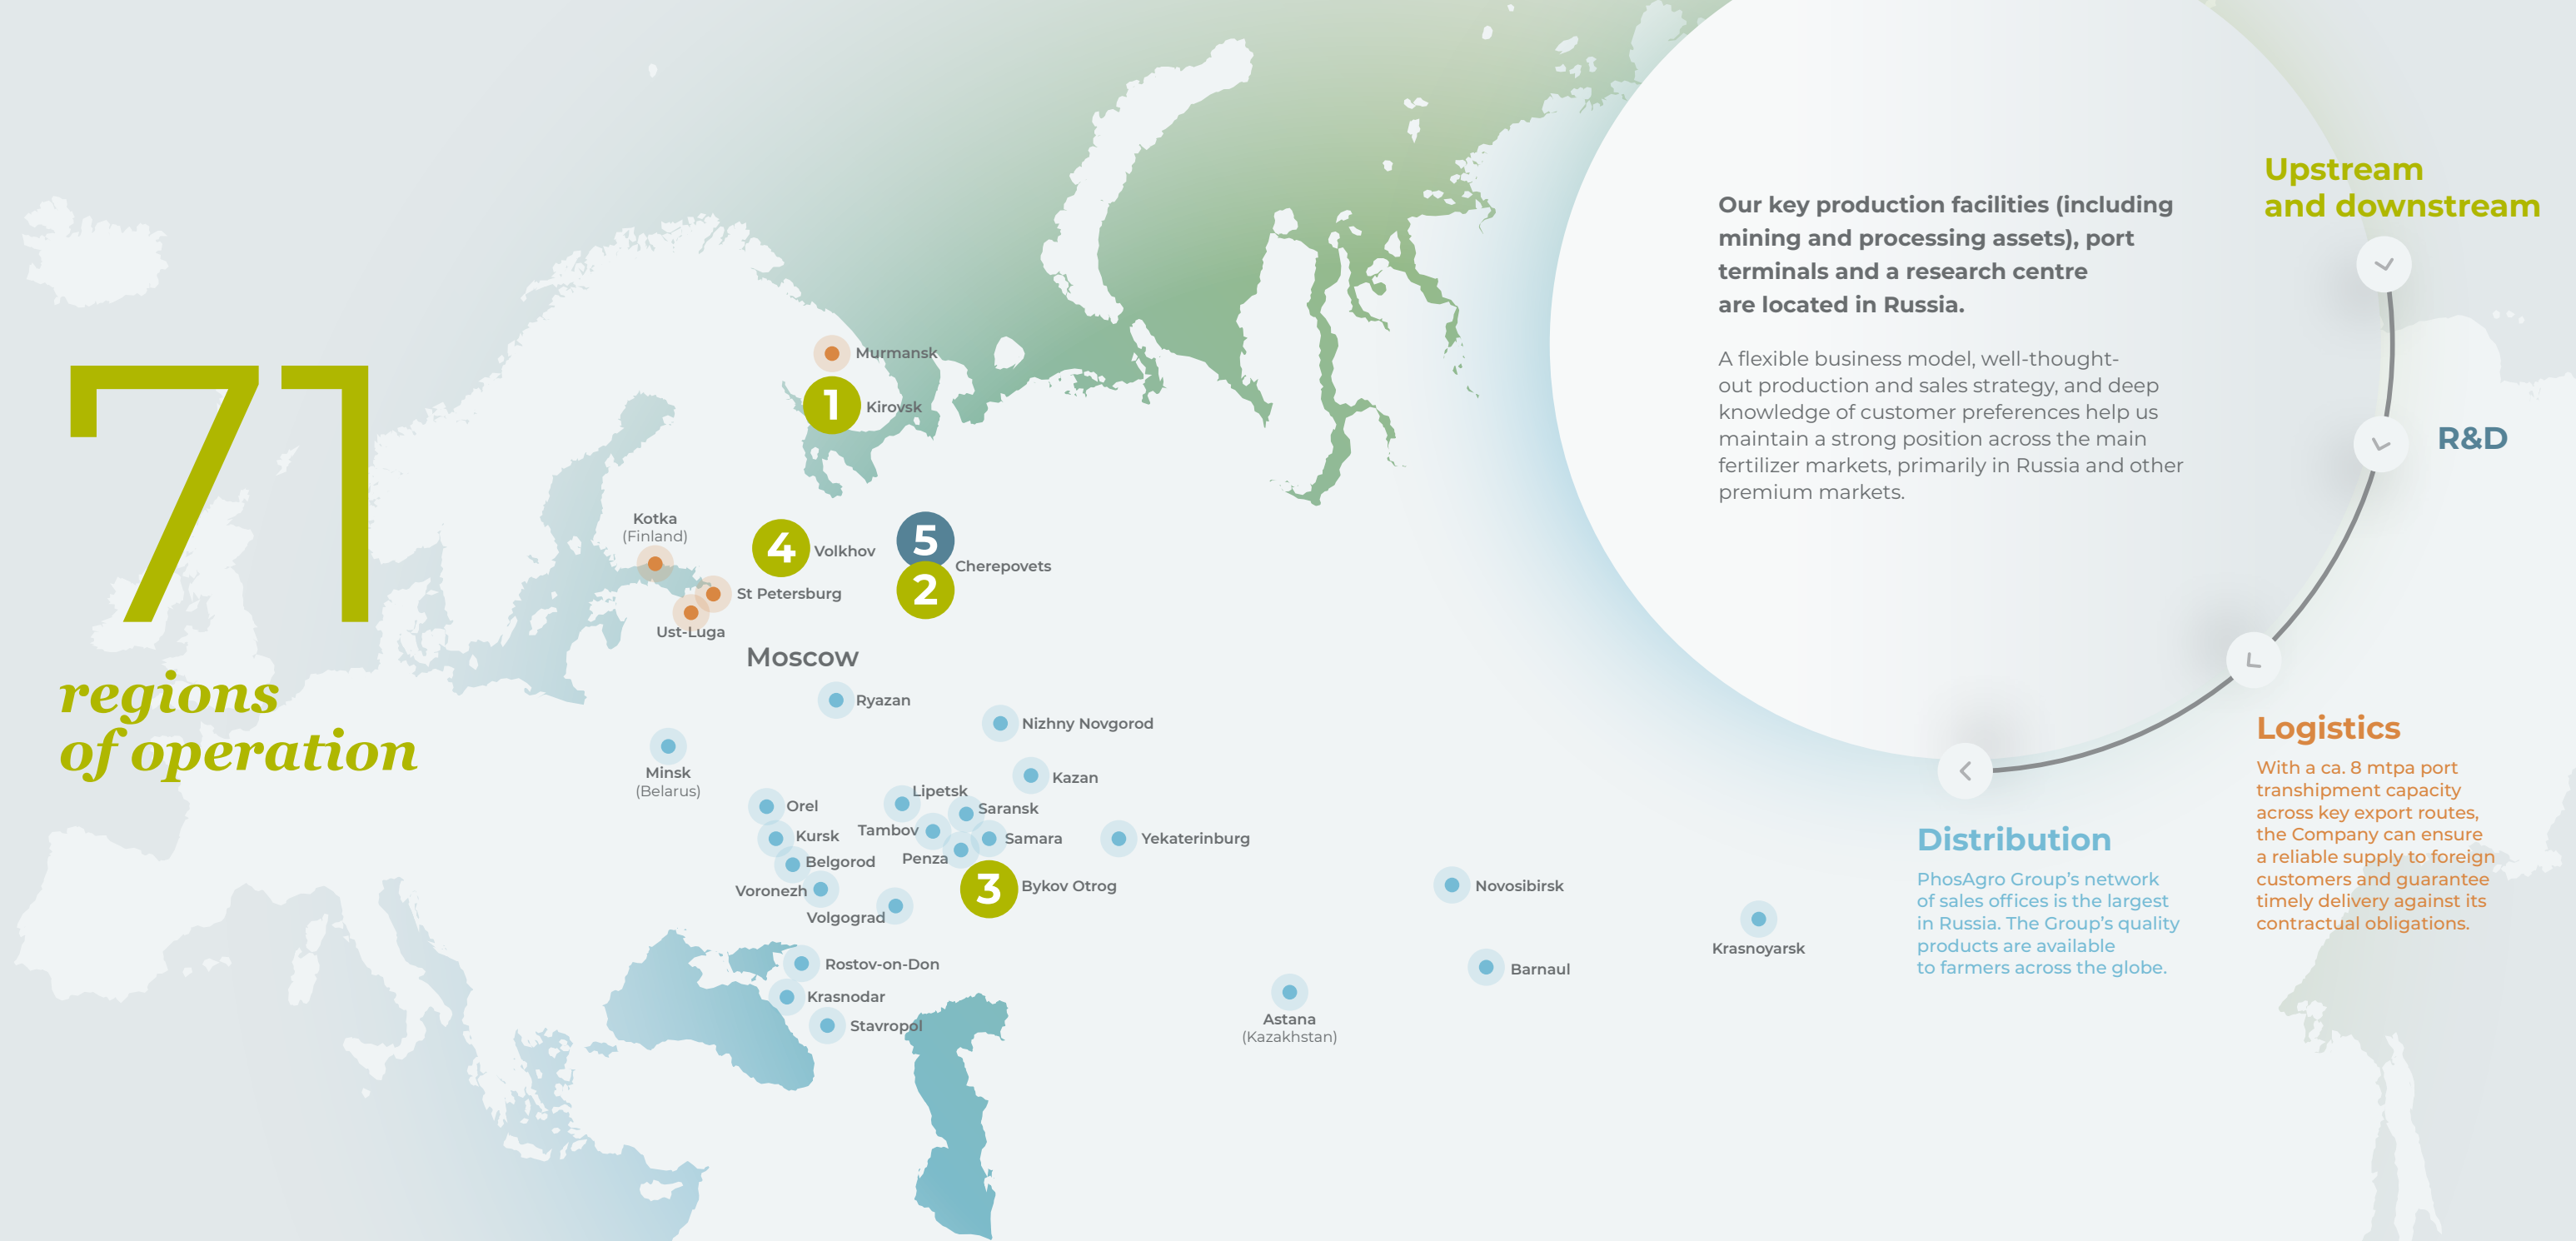 71
regions
of operation
Murmansk
1
Kirovsk
Kotka
(Finland)
4
Volkhov
5
2
Cherepovets
St Petersburg
Ust-Luga
Moscow
Ryazan
Nizhny Novgorod
Minsk
(Belarus)
Kazan
Orel
Lipetsk
Saransk
Kursk
Tambov
Samara
Yekaterinburg
Belgorod
Penza
Voronezh
3
Bykov Otrog
Volgograd
Novosibirsk
Krasnoyarsk
Rostov-on-Don
Barnaul
Krasnodar
Astana
(Kazakhstan)
Stavropol
Our key production facilities (including
mining and processing assets), port
terminals and a research centre
are located in Russia.
A flexible business model, well-thought-
out production and sales strategy, and deep
knowledge of customer preferences help us
maintain a strong position across the main
fertilizer markets, primarily in Russia and other
premium markets.
Upstream
and downstream
R&D
Logistics
With a ca. 8 mtpa port
transhipment capacity
across key export routes,
the Company can ensure
a reliable supply to foreign
customers and guarantee
timely delivery against its
contractual obligations.
Distribution
PhosAgro Group’s network
of sales offices is the largest
in Russia. The Group’s quality
products are available
to farmers across the globe.